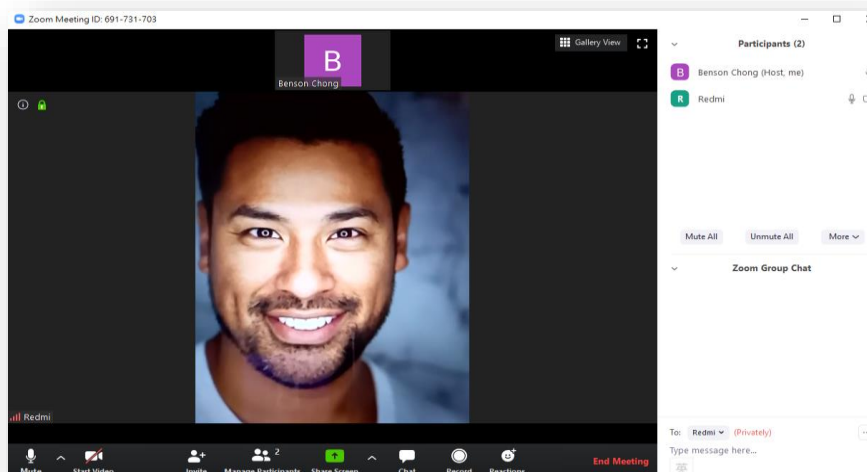 Zoom Meeting ID: 691-731-703
Gallery View
B
Benson Chong
Redmi
Mute
Start Video
Invite
2
Manage Participants
Share Screen
Chat
Record
Reactions
End Meeting
Participants (2)
B Benson Chong (Host, me)
R Redmi
Mute All Unmute All More
Zoom Group Chat
To: Redmi (Privately)
Type message here...